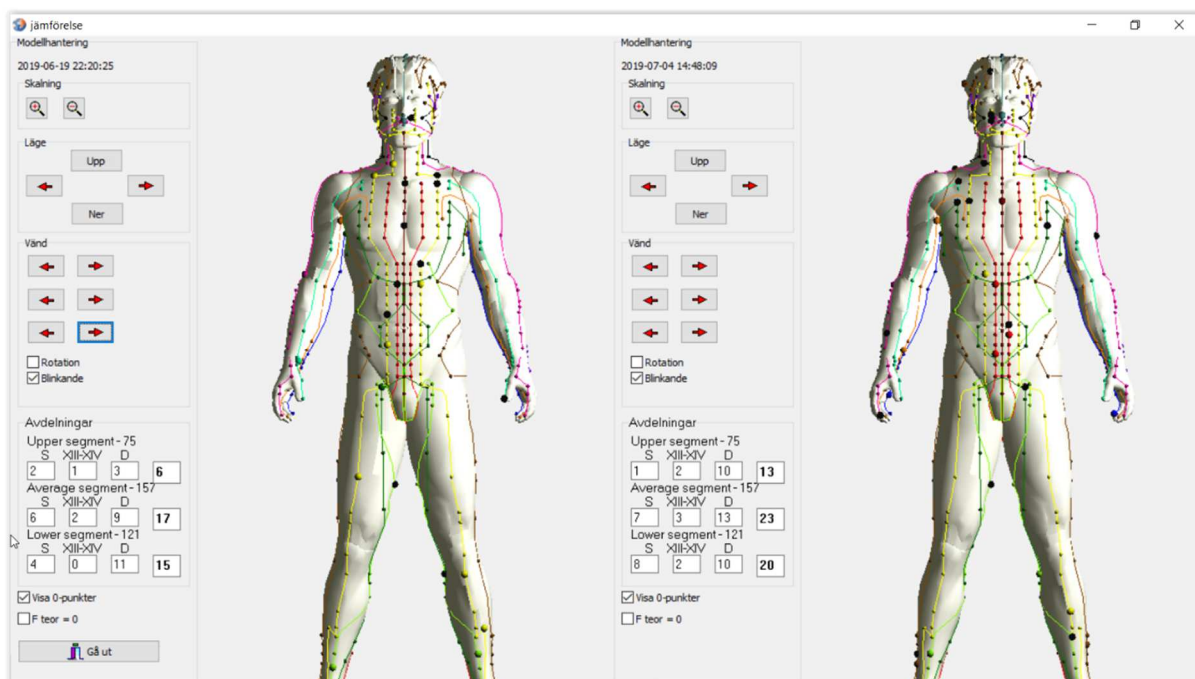 jämförelse
Modellhantering
2019-06-19 22:20:25
Skalning
Läge
Upp
Ner
Vänd
Rotation
Blinkande
Avdelningar
Upper segment - 75
S XIII-XIV D
2 1 3 6
Average segment - 157
S XIII-XIV D
6 2 9 17
Lower segment - 121
S XIII-XIV D
4 0 11 15
Visa 0-punkter
F teor = 0
Gå ut
Modellhantering
2019-07-04 14:48:09
Skalning
Läge
Upp
Ner
Vänd
Rotation
Blinkande
Avdelningar
Upper segment - 75
S XIII-XIV D
1 2 10 13
Average segment - 157
S XIII-XIV D
7 3 13 23
Lower segment - 121
S XIII-XIV D
8 2 10 20
Visa 0-punkter
F teor = 0